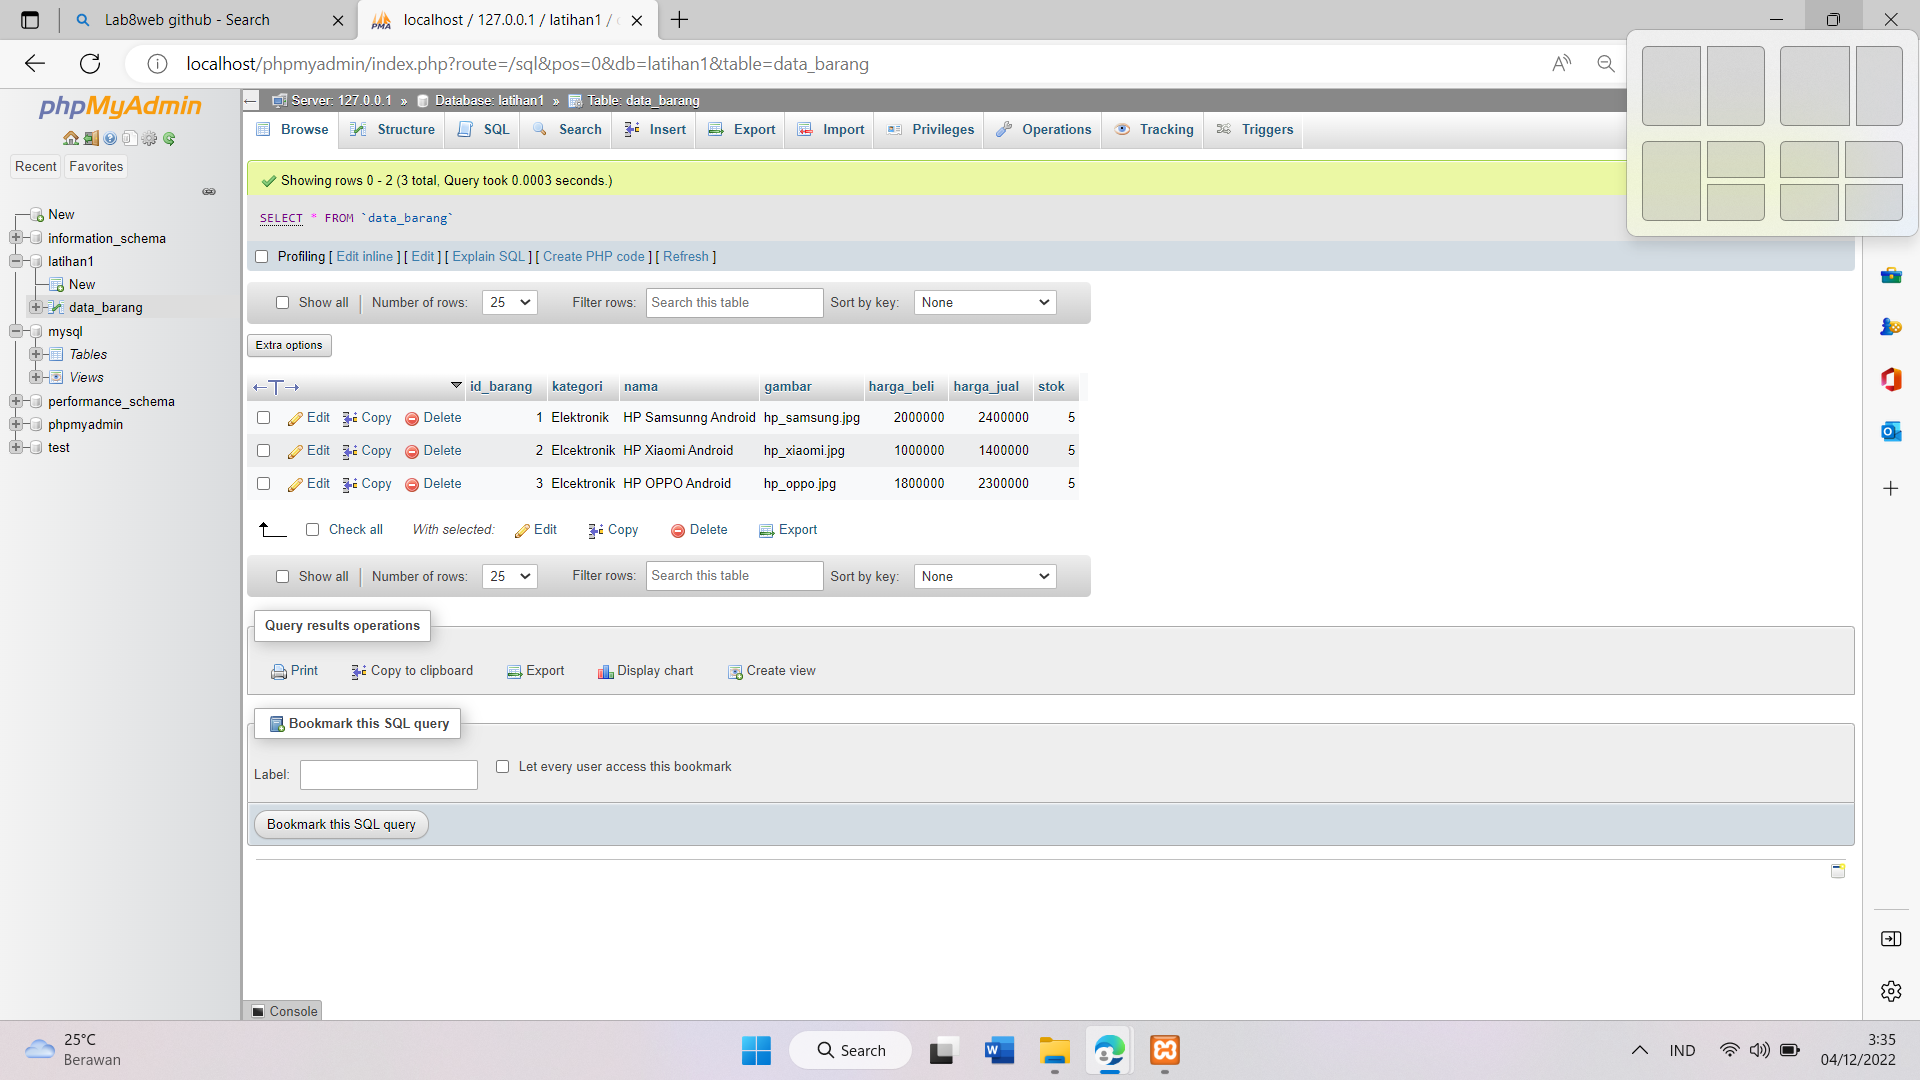 Lab8web github - Search
localhost / 127.0.0.1 / latihan1 /
localhost/phpmyadmin/index.php?route=/sql&pos=0&db=latihan1&table=data_barang
phpMyAdmin
Recent Favorites
New
information_schema
latihan1
New
data_barang
mysql
Tables
Views
performance_schema
phpmyadmin
test
Server: 127.0.0.1 » Database: latihan1 » Table: data_barang
Browse Structure SQL Search Insert Export Import Privileges Operations Tracking Triggers
Showing rows 0 - 2 (3 total, Query took 0.0003 seconds.)
SELECT * FROM `data_barang`
Profiling [ Edit inline ] [ Edit ] [ Explain SQL ] [ Create PHP code ] [ Refresh ]
Show all Number of rows: 25 Filter rows: Search this table Sort by key: None
Extra options
id_barang kategori nama gambar harga_beli harga_jual stok
Edit Copy Delete 1 Elektronik HP Samsunng Android hp_samsung.jpg 2000000 2400000 5
Edit Copy Delete 2 Elcektronik HP Xiaomi Android hp_xiaomi.jpg 1000000 1400000 5
Edit Copy Delete 3 Elcektronik HP OPPO Android hp_oppo.jpg 1800000 2300000 5
Check all With selected: Edit Copy Delete Export
Show all Number of rows: 25 Filter rows: Search this table Sort by key: None
Query results operations
Print Copy to clipboard Export Display chart Create view
Bookmark this SQL query
Label: Let every user access this bookmark
Bookmark this SQL query
Console
25°C
Berawan
Search
IND
3:35
04/12/2022